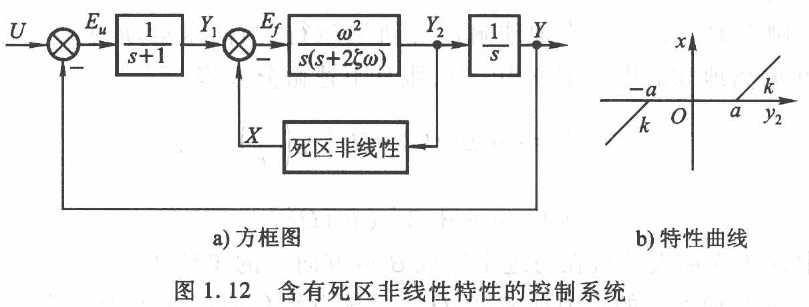 U
E_u
1
s+1
Y_1
E_f
ω^2
s(s+2ζω)
Y_2
1
s
Y
−
−
X
死区非线性
a) 方框图
x
−a
k
k
O
a
y_2
b) 特性曲线
图 1.12 含有死区非线性特性的控制系统